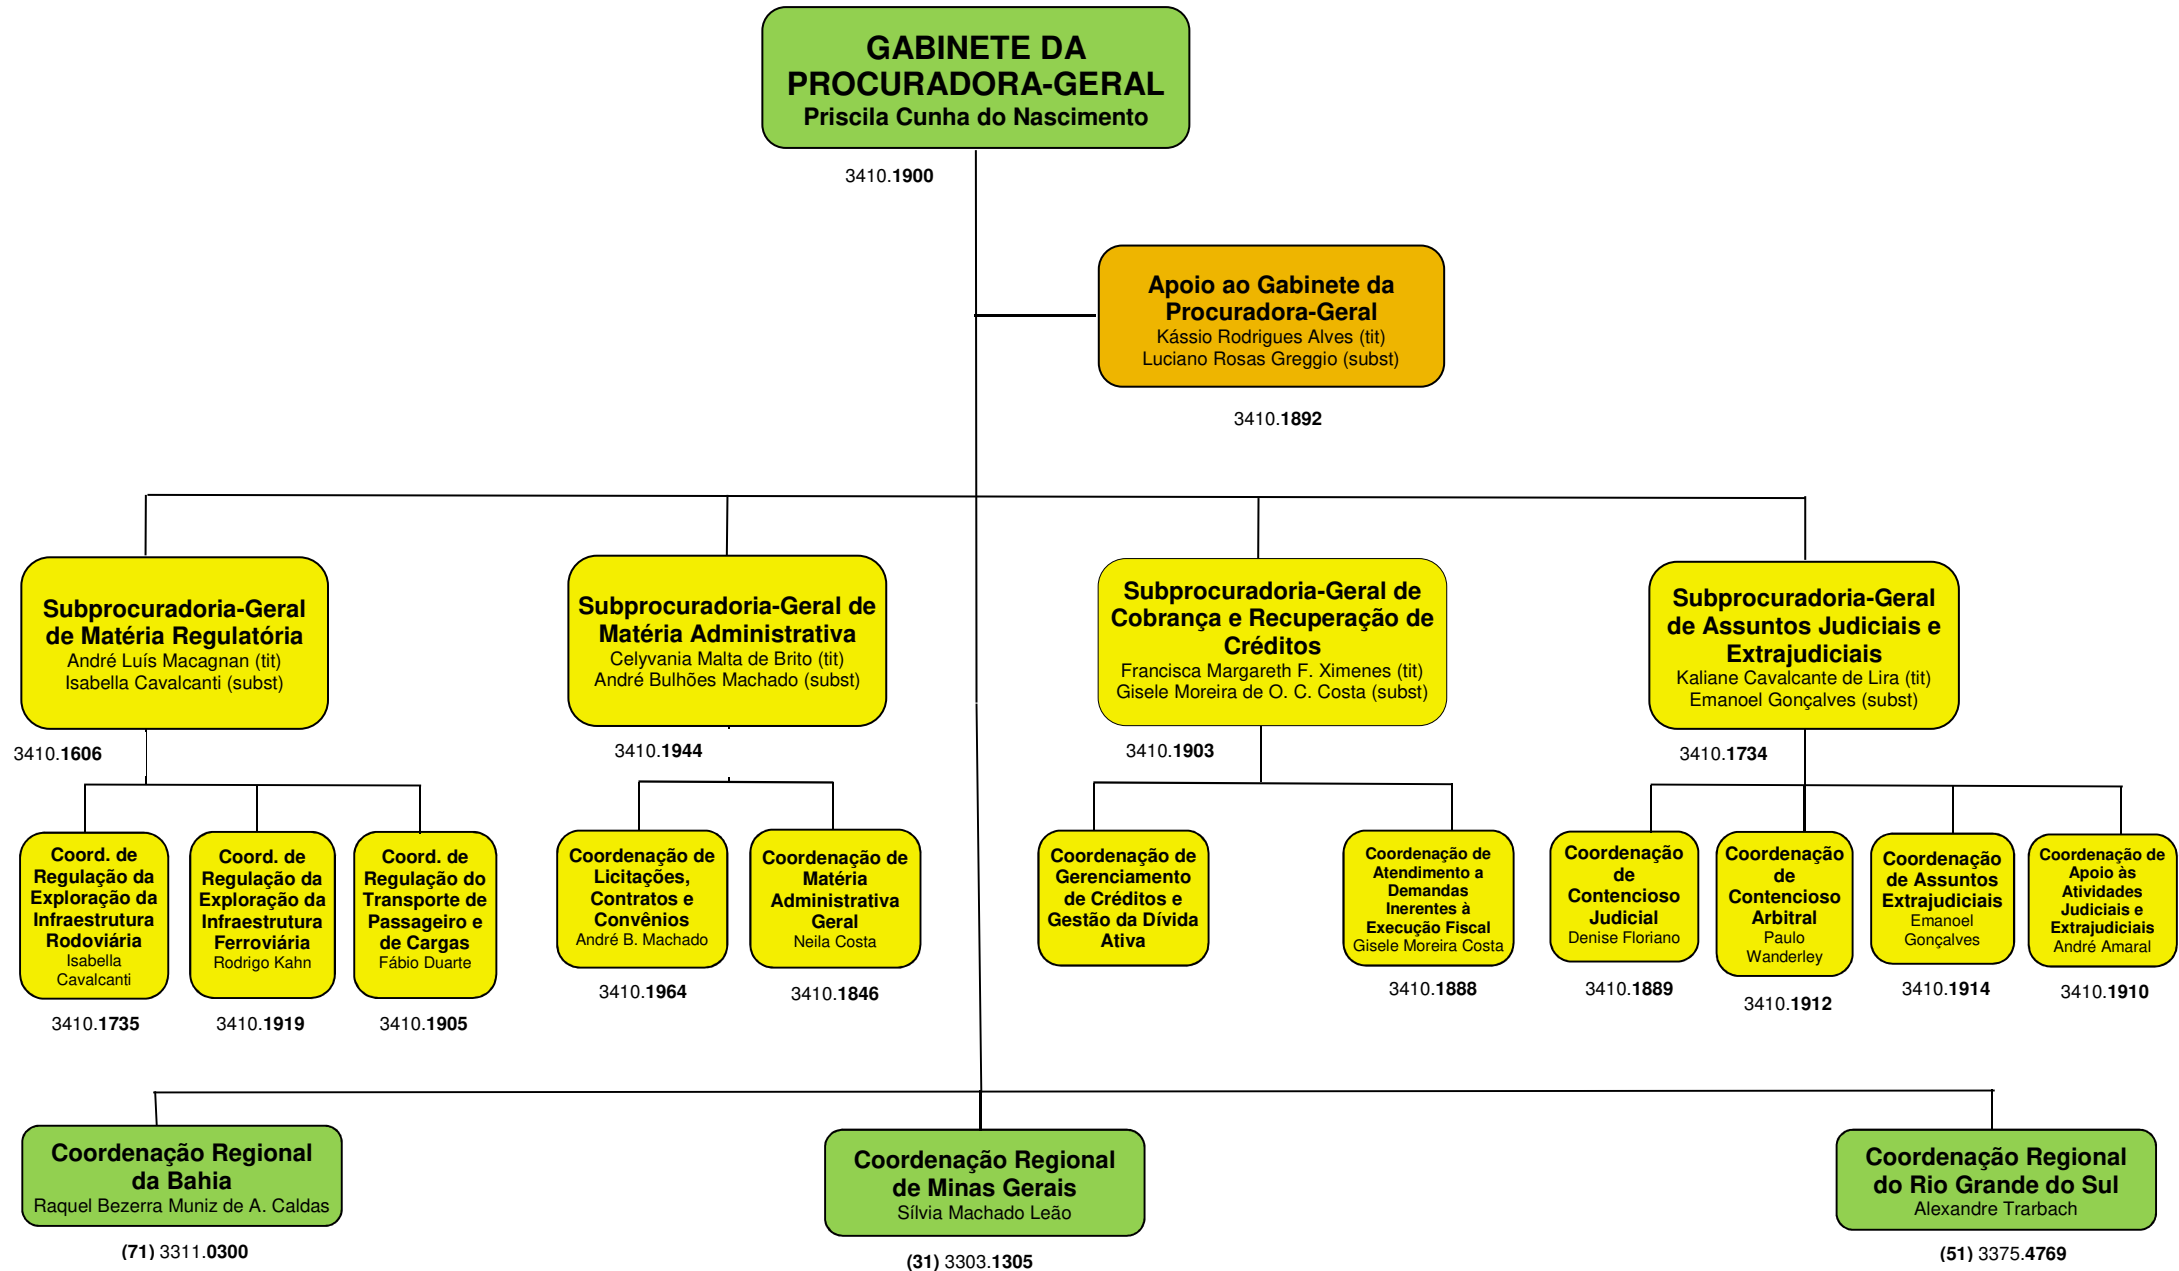 GABINETE DA
PROCURADORA-GERAL
Priscila Cunha do Nascimento
3410.1900
Apoio ao Gabinete da
Procuradora-Geral
Kássio Rodrigues Alves (tit)
Luciano Rosas Greggio (subst)
3410.1892
Subprocuradoria-Geral
de Matéria Regulatória
André Luís Macagnan (tit)
Isabella Cavalcanti (subst)
3410.1606
Subprocuradoria-Geral de
Matéria Administrativa
Celyvania Malta de Brito (tit)
André Bulhões Machado (subst)
3410.1944
Subprocuradoria-Geral de
Cobrança e Recuperação de
Créditos
Francisca Margareth F. Ximenes (tit)
Gisele Moreira de O. C. Costa (subst)
3410.1903
Subprocuradoria-Geral
de Assuntos Judiciais e
Extrajudiciais
Kaliane Cavalcante de Lira (tit)
Emanoel Gonçalves (subst)
3410.1734
Coord. de
Regulação da
Exploração da
Infraestrutura
Rodoviária
Isabella
Cavalcanti
3410.1735
Coord. de
Regulação da
Exploração da
Infraestrutura
Ferroviária
Rodrigo Kahn
3410.1919
Coord. de
Regulação do
Transporte de
Passageiro e
de Cargas
Fábio Duarte
3410.1905
Coordenação de
Licitações,
Contratos e
Convênios
André B. Machado
3410.1964
Coordenação de
Matéria
Administrativa
Geral
Neila Costa
3410.1846
Coordenação de
Gerenciamento
de Créditos e
Gestão da Dívida
Ativa
Coordenação de
Atendimento a
Demandas
Inerentes à
Execução Fiscal
Gisele Moreira Costa
3410.1888
Coordenação
de
Contencioso
Judicial
Denise Floriano
3410.1889
Coordenação
de
Contencioso
Arbitral
Paulo
Wanderley
3410.1912
Coordenação
de Assuntos
Extrajudiciais
Emanoel
Gonçalves
3410.1914
Coordenação de
Apoio às
Atividades
Judiciais e
Extrajudiciais
André Amaral
3410.1910
Coordenação Regional
da Bahia
Raquel Bezerra Muniz de A. Caldas
(71) 3311.0300
Coordenação Regional
de Minas Gerais
Sílvia Machado Leão
(31) 3303.1305
Coordenação Regional
do Rio Grande do Sul
Alexandre Trarbach
(51) 3375.4769